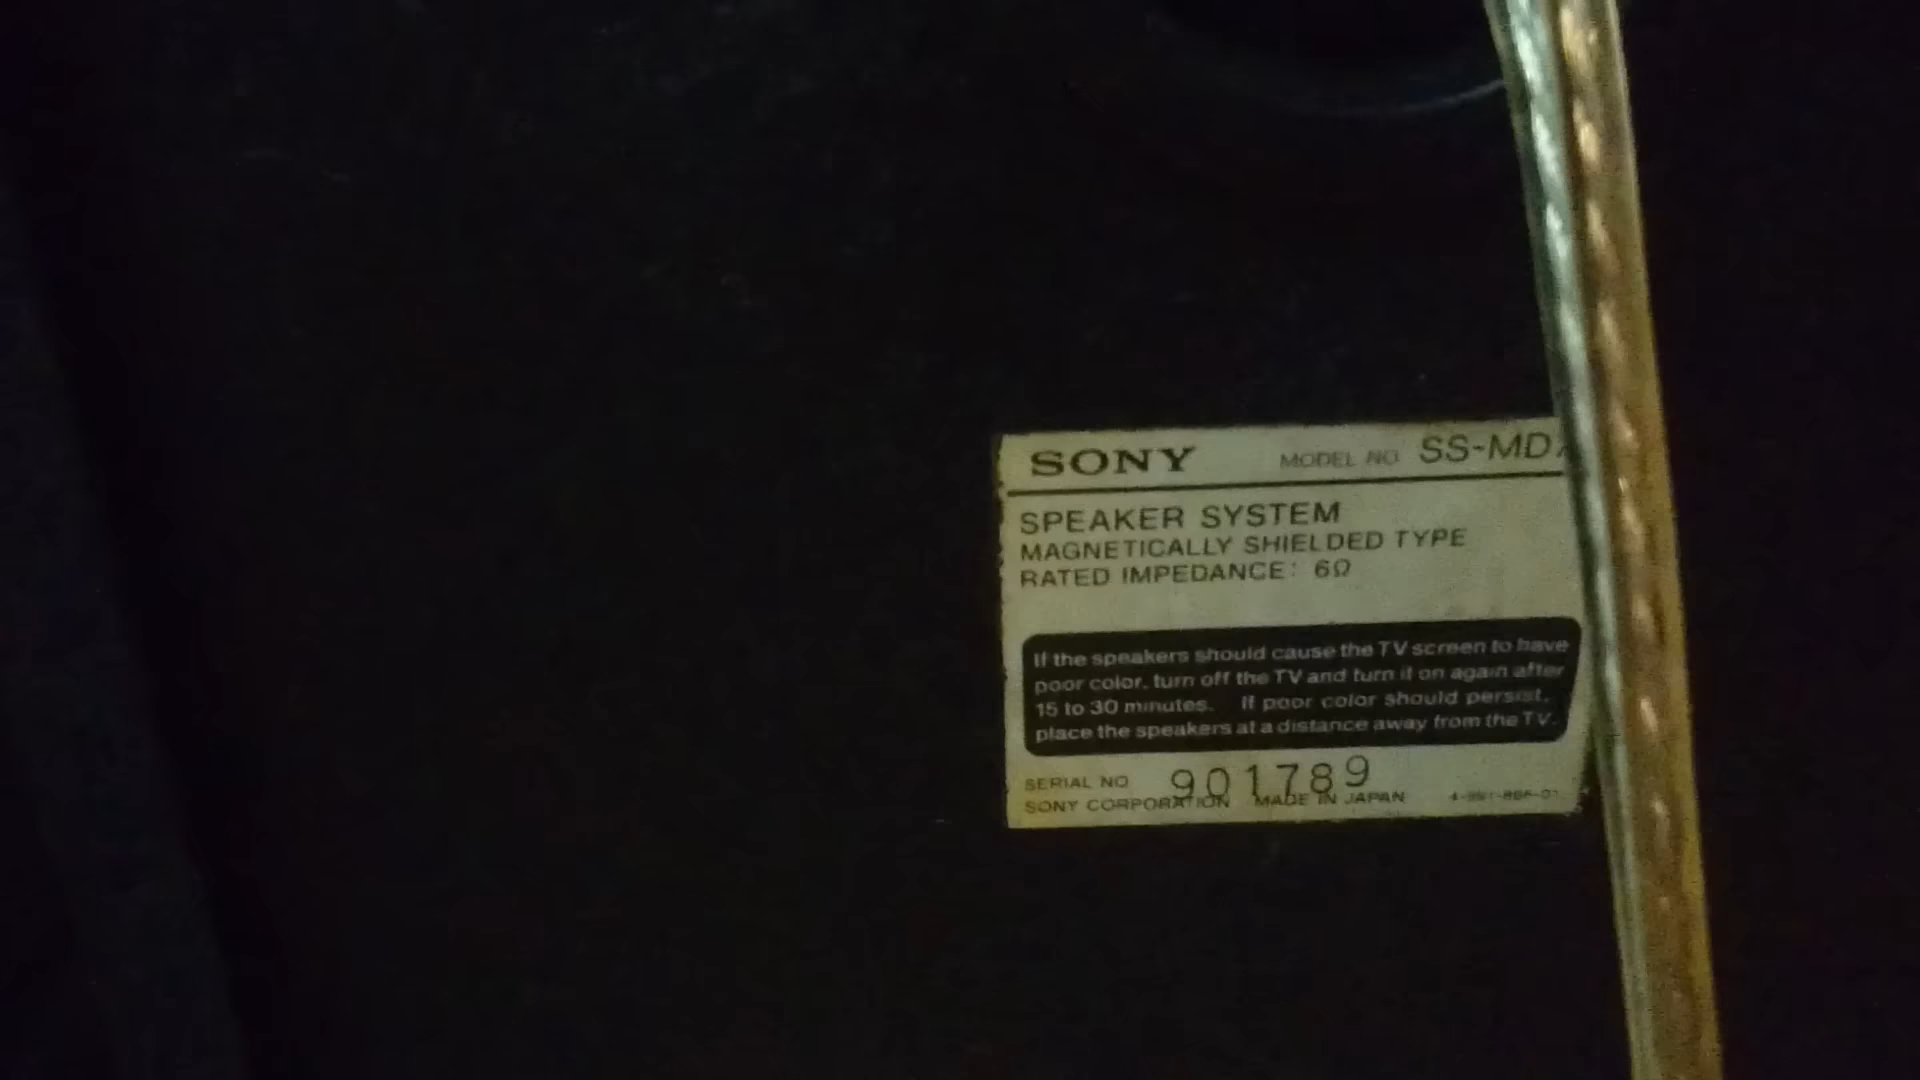 SONY MODEL NO. SS-MD
SPEAKER SYSTEM
MAGNETICALLY SHIELDED TYPE
RATED IMPEDANCE: 6Ω
If the speakers should cause the TV screen to have
poor color, turn off the TV and turn it on again after
15 to 30 minutes. If poor color should persist,
place the speakers at a distance away from the TV.
SERIAL NO 901789
SONY CORPORATION MADE IN JAPAN